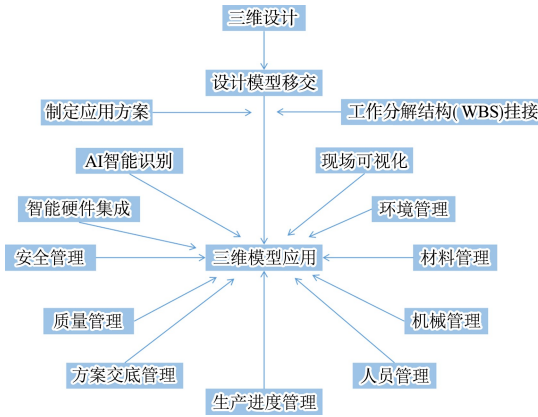 三维设计
设计模型移交
制定应用方案
工作分解结构( WBS)挂接
AI智能识别
现场可视化
智能硬件集成
环境管理
安全管理
三维模型应用
材料管理
质量管理
机械管理
方案交底管理
人员管理
生产进度管理